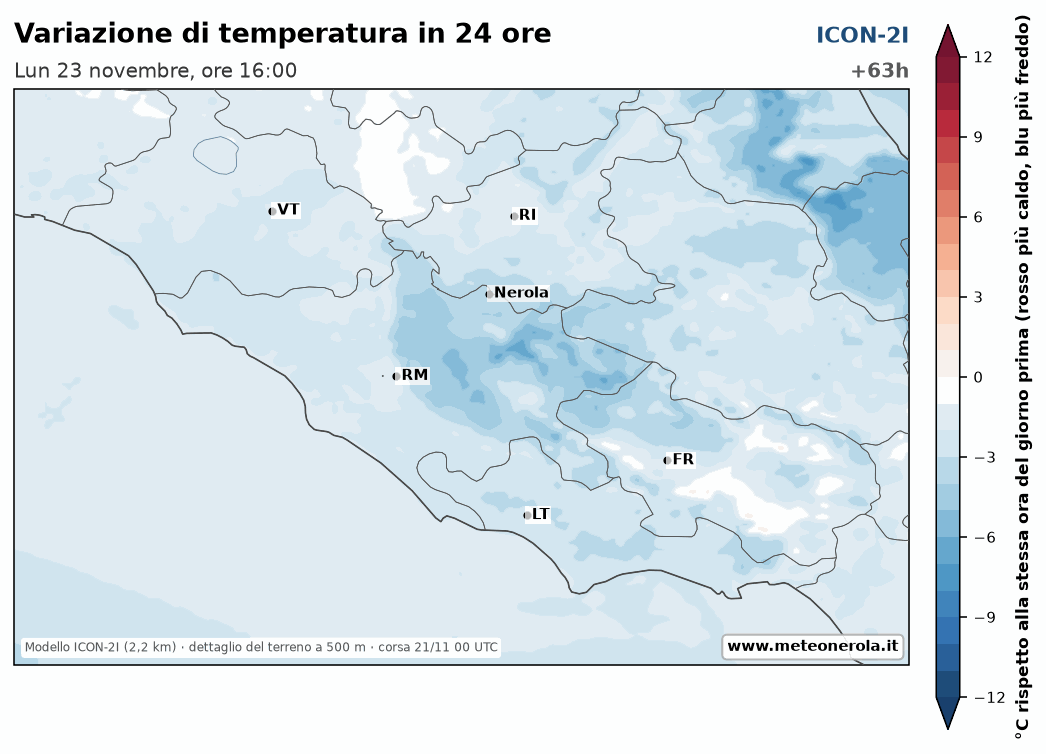 Variazione di temperatura in 24 ore
ICON-2I
Lun 23 novembre, ore 16:00
+63h
VT
RI
Nerola
RM
FR
LT
Modello ICON-2I (2,2 km) · dettaglio del terreno a 500 m · corsa 21/11 00 UTC
www.meteonerola.it
12
9
6
3
0
−3
−6
−9
−12
°C rispetto alla stessa ora del giorno prima (rosso più caldo, blu più freddo)